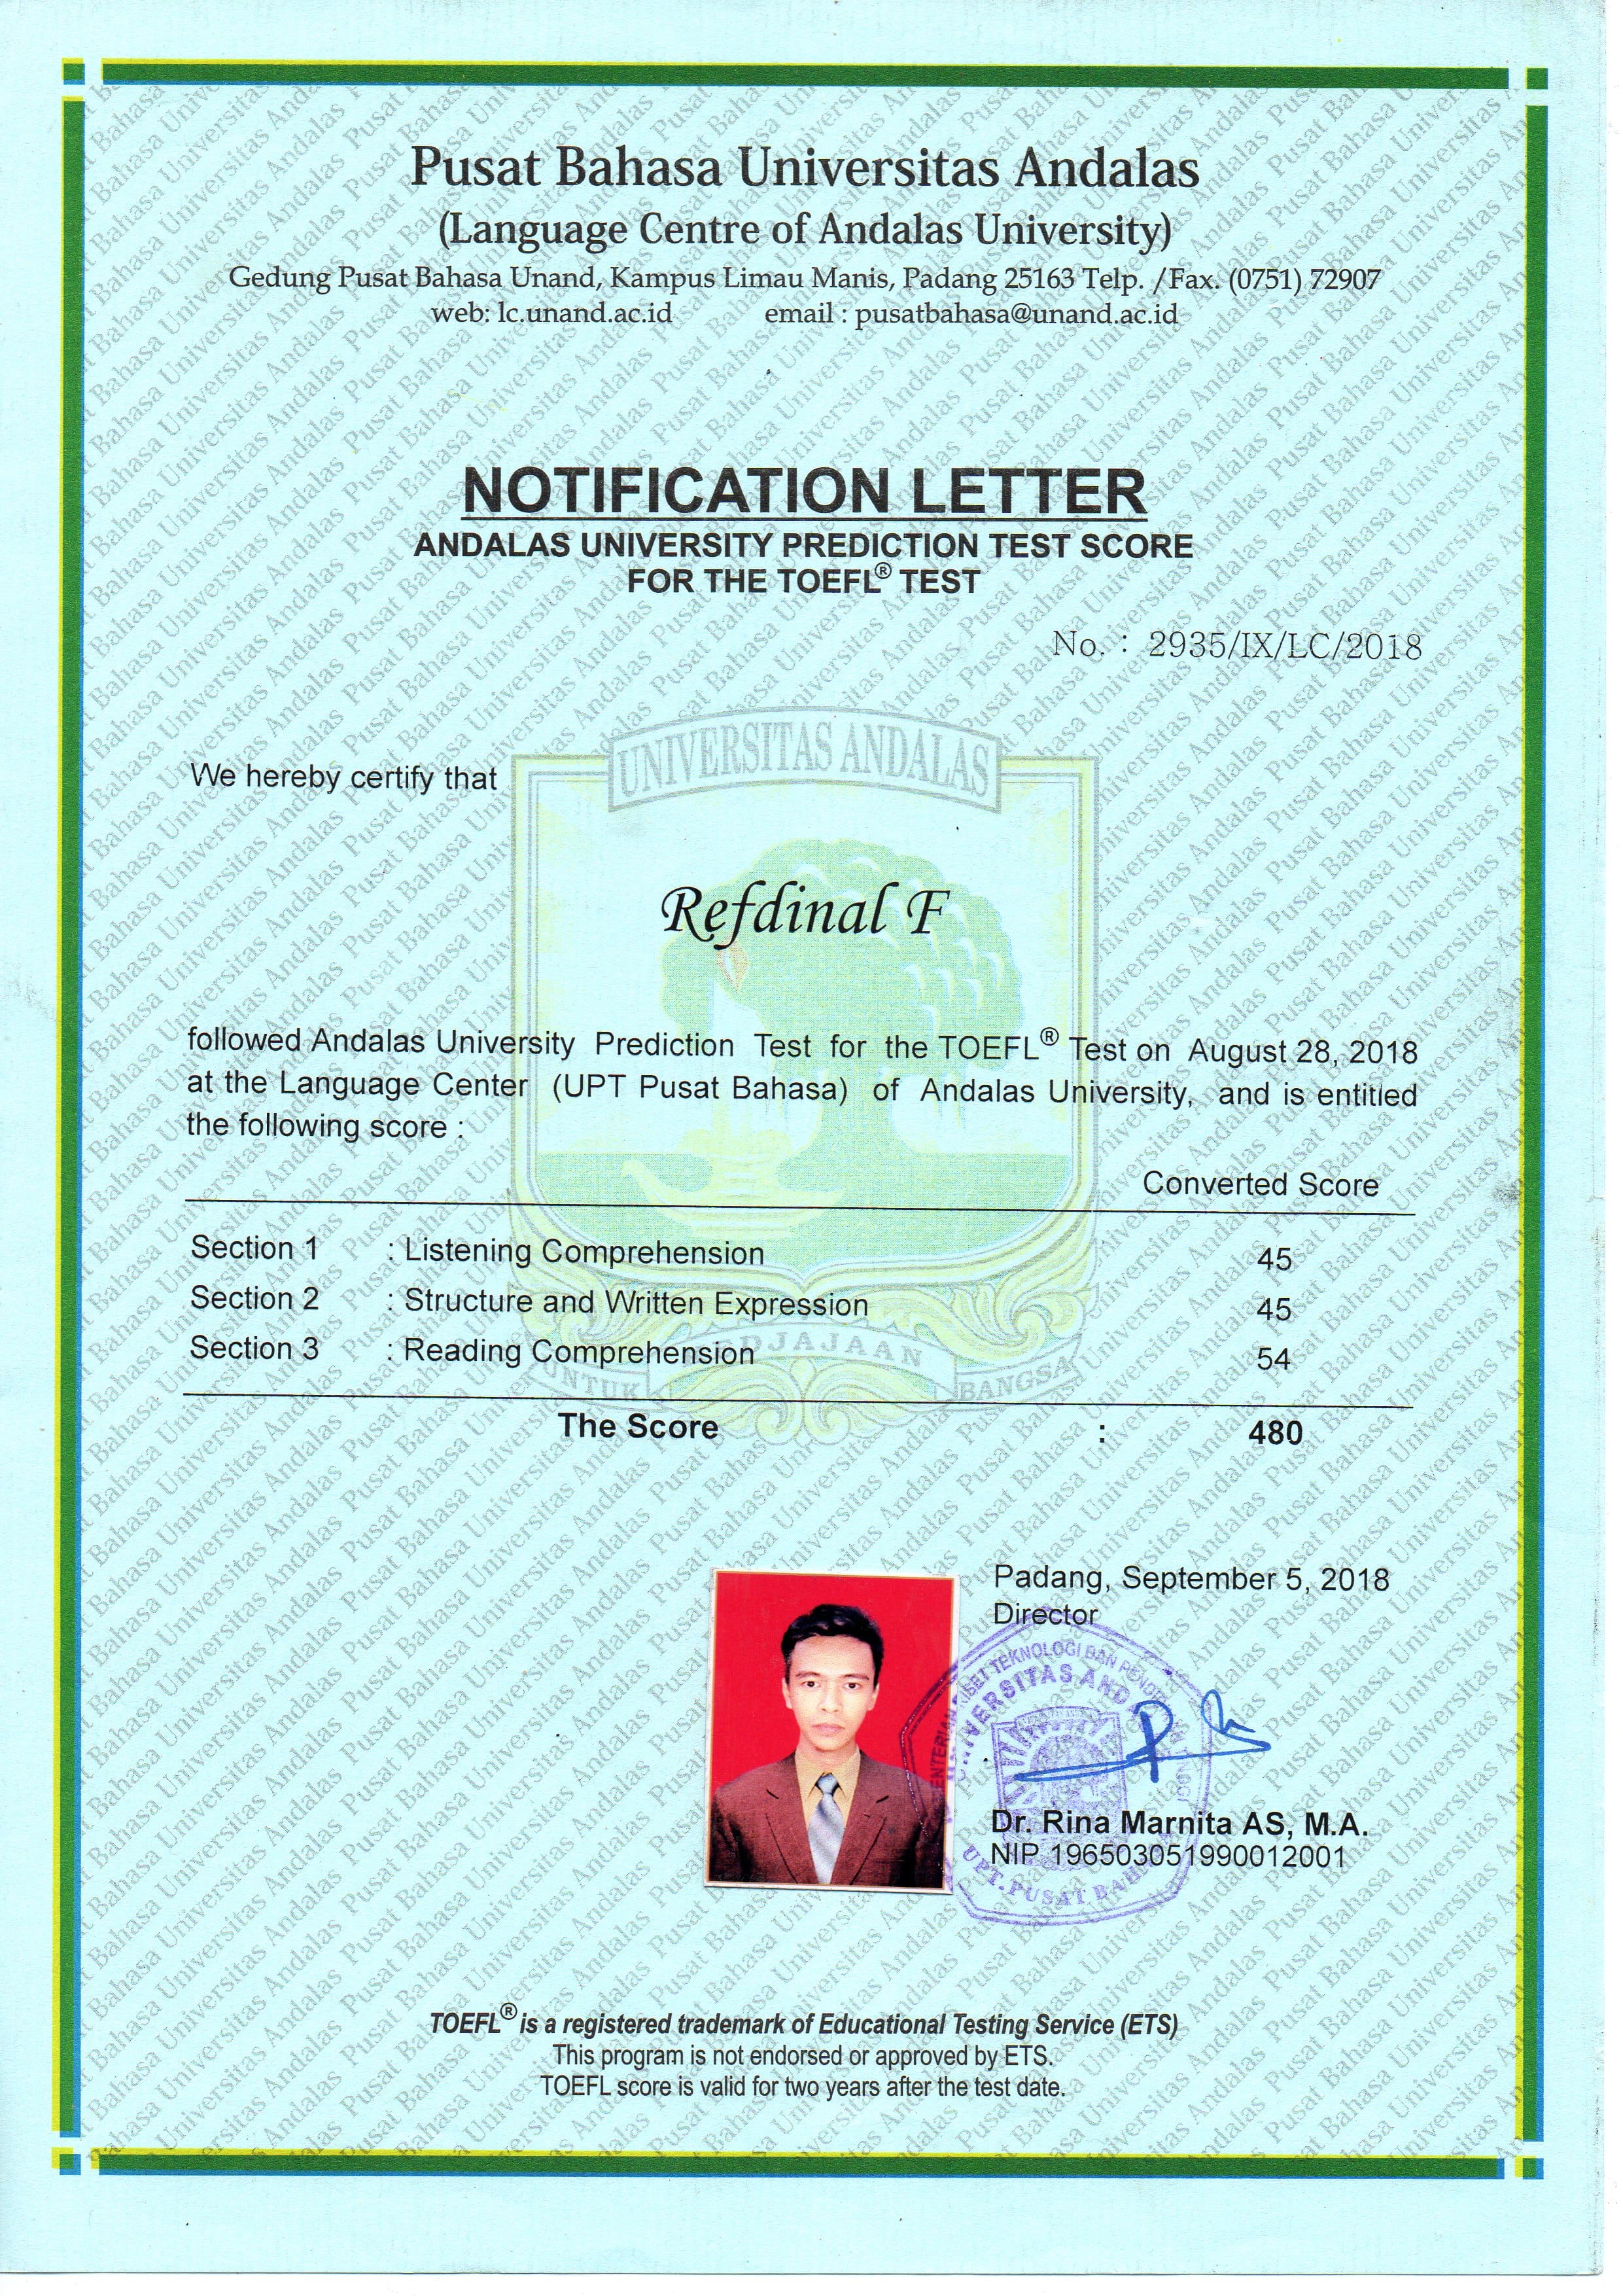 Pusat Bahasa Universitas Andalas
(Language Centre of Andalas University)
Gedung Pusat Bahasa Unand, Kampus Limau Manis, Padang 25163 Telp. /Fax. (0751) 72907
web: lc.unand.ac.id email : pusatbahasa@unand.ac.id
NOTIFICATION LETTER
ANDALAS UNIVERSITY PREDICTION TEST SCORE
FOR THE TOEFL® TEST
No. : 2935/IX/LC/2018
UNIVERSITAS ANDALAS
We hereby certify that
Refdinal F
followed Andalas University Prediction Test for the TOEFL® Test on August 28, 2018
at the Language Center (UPT Pusat Bahasa) of Andalas University, and is entitled
the following score :
Converted Score
Section 1 : Listening Comprehension 45
Section 2 : Structure and Written Expression 45
Section 3 : Reading Comprehension 54
UNTUK DJAJAAN BANGSA
The Score : 480
Padang, September 5, 2018
Director
UNIVERSITAS AND
Dr. Rina Marnita AS, M.A.
NIP 196503051990012001
UPT. PUSAT BAHA
TOEFL® is a registered trademark of Educational Testing Service (ETS)
This program is not endorsed or approved by ETS.
TOEFL score is valid for two years after the test date.